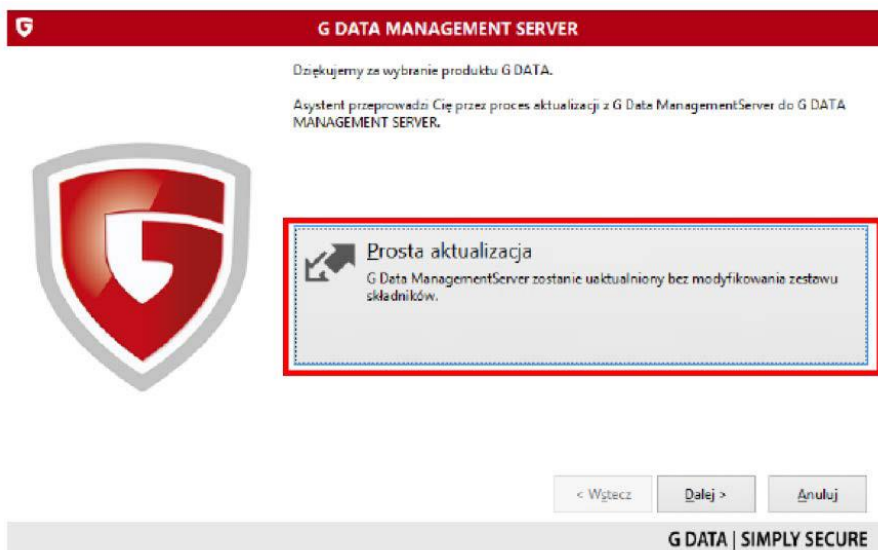 G DATA MANAGEMENT SERVER
Dziękujemy za wybranie produktu G DATA.
Asystent przeprowadzi Cię przez proces aktualizacji z G Data ManagementServer do G DATA
MANAGEMENT SERVER.
Prosta aktualizacja
G Data ManagementServer zostanie uaktualniony bez modyfikowania zestawu
składników.
< Wstecz
Dalej >
Anuluj
G DATA | SIMPLY SECURE